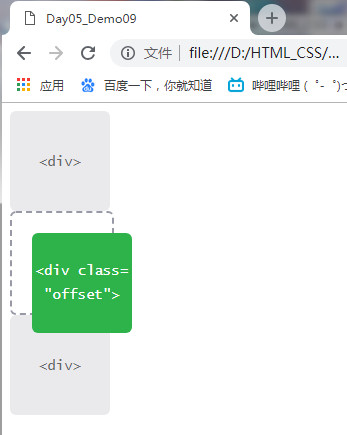 Day05_Demo09
文件 file:///D:/HTML_CSS/...
应用 百度一下，你就知道 哔哩哔哩 ( ゜- ゜)つ
<div>
<div class=
"offset">
<div>